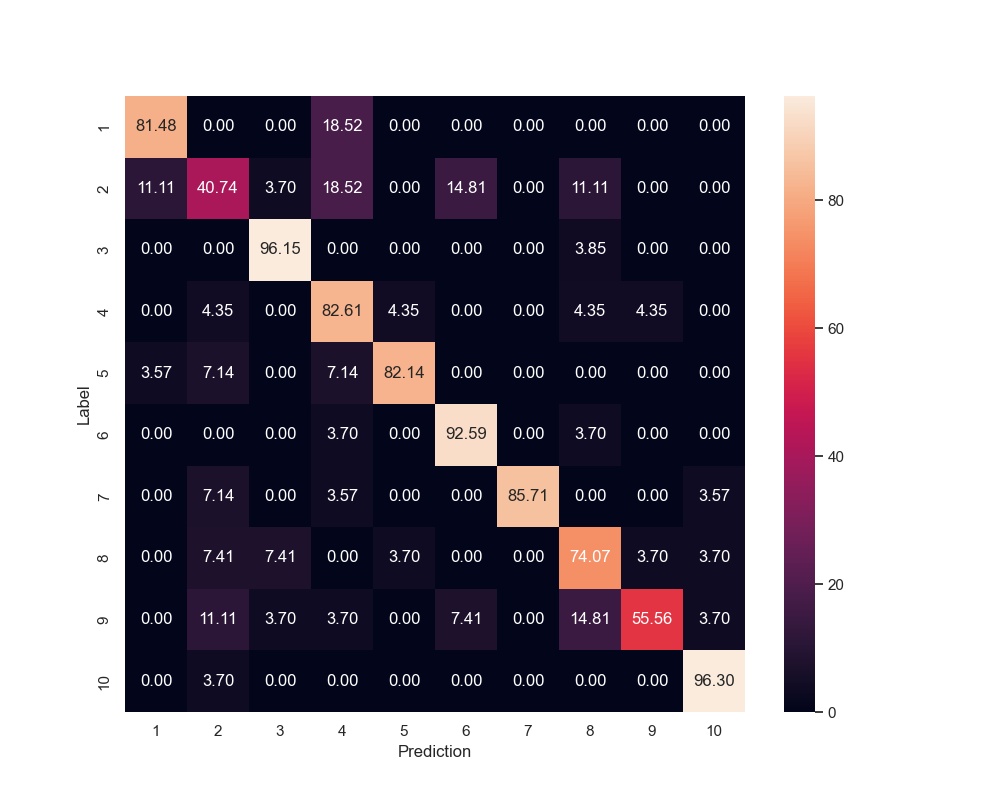 1 81.48 0.00 0.00 18.52 0.00 0.00 0.00 0.00 0.00 0.00
2 11.11 40.74 3.70 18.52 0.00 14.81 0.00 11.11 0.00 0.00
80
3 0.00 0.00 96.15 0.00 0.00 0.00 0.00 3.85 0.00 0.00
4 0.00 4.35 0.00 82.61 4.35 0.00 0.00 4.35 4.35 0.00
60
5 3.57 7.14 0.00 7.14 82.14 0.00 0.00 0.00 0.00 0.00
Label
6 0.00 0.00 0.00 3.70 0.00 92.59 0.00 3.70 0.00 0.00
40
7 0.00 7.14 0.00 3.57 0.00 0.00 85.71 0.00 0.00 3.57
8 0.00 7.41 7.41 0.00 3.70 0.00 0.00 74.07 3.70 3.70
20
9 0.00 11.11 3.70 3.70 0.00 7.41 0.00 14.81 55.56 3.70
10 0.00 3.70 0.00 0.00 0.00 0.00 0.00 0.00 0.00 96.30
0
1 2 3 4 5 6 7 8 9 10
Prediction